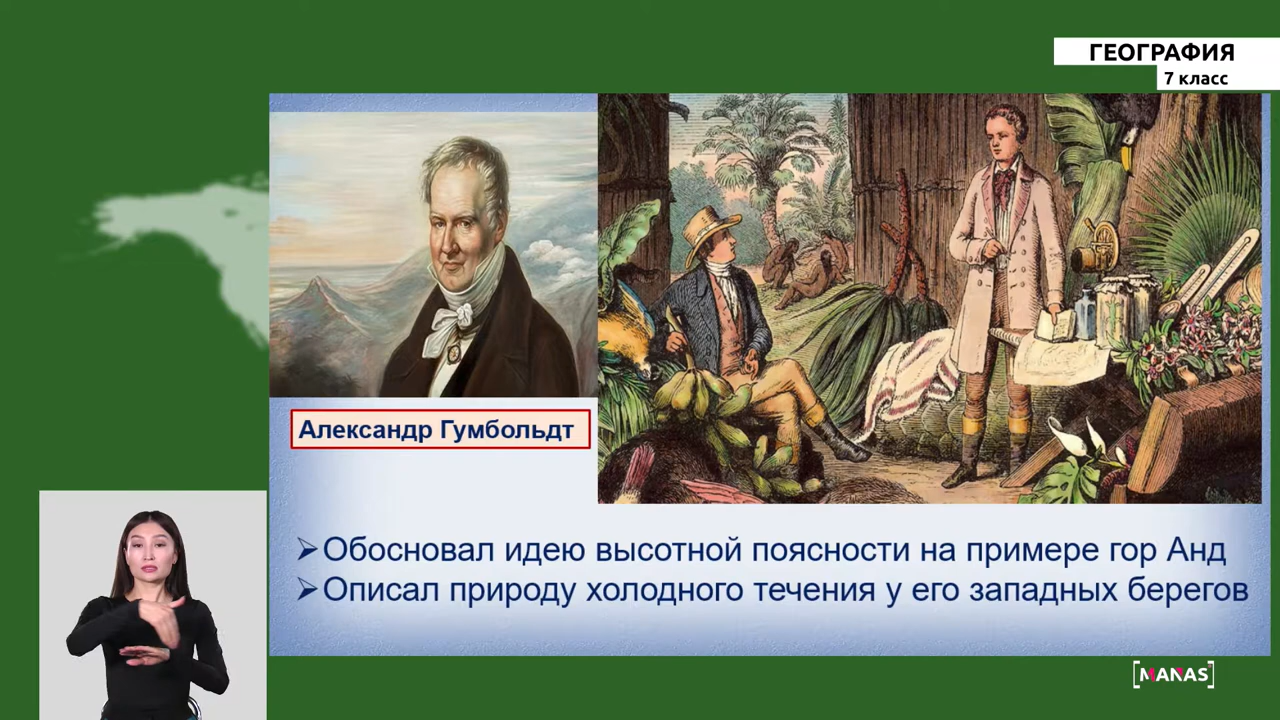 ГЕОГРАФИЯ
7 класс
Александр Гумбольдт
➢Обосновал идею высотной поясности на примере гор Анд
➢Описал природу холодного течения у его западных берегов
[MANAS]